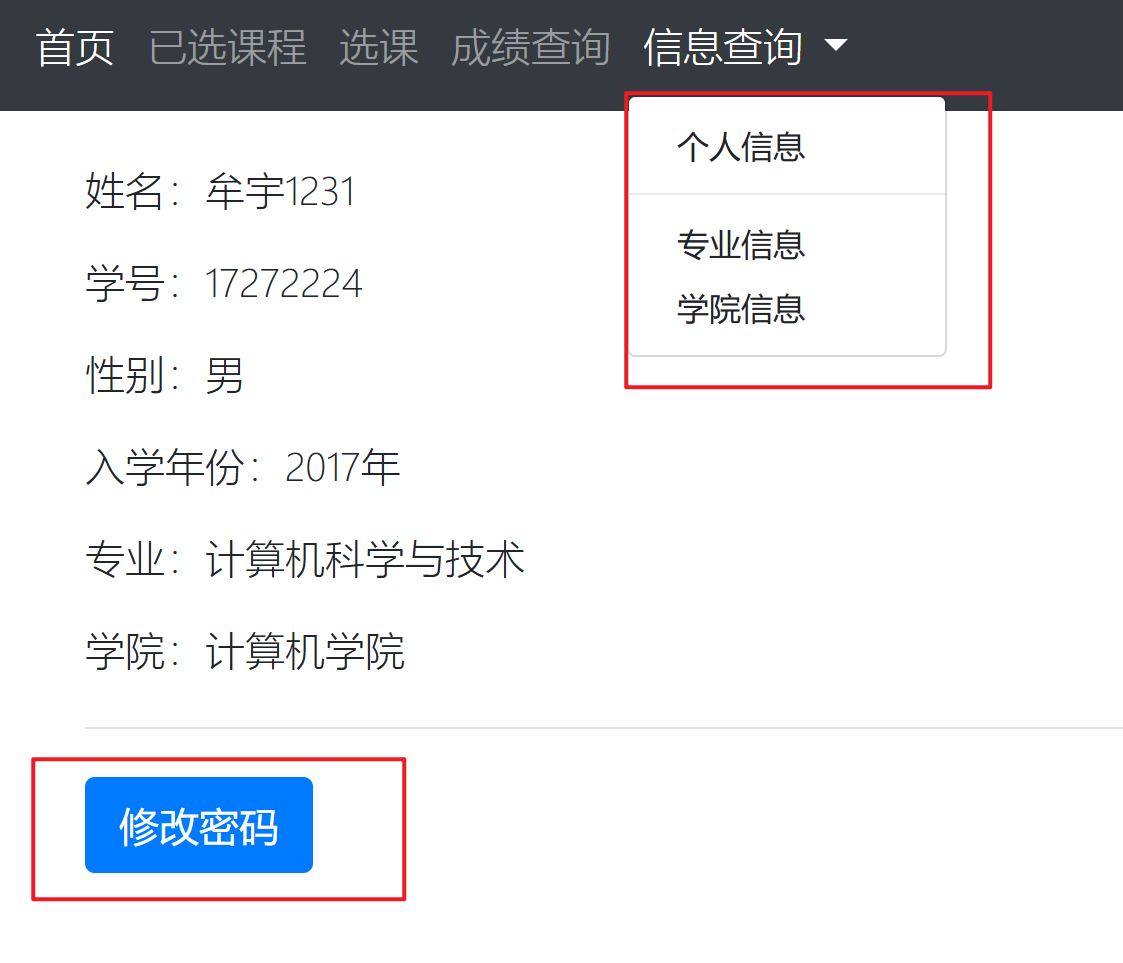 首页 已选课程 选课 成绩查询 信息查询
个人信息
专业信息
学院信息
姓名：牟宇1231
学号：17272224
性别：男
入学年份：2017年
专业：计算机科学与技术
学院：计算机学院
修改密码